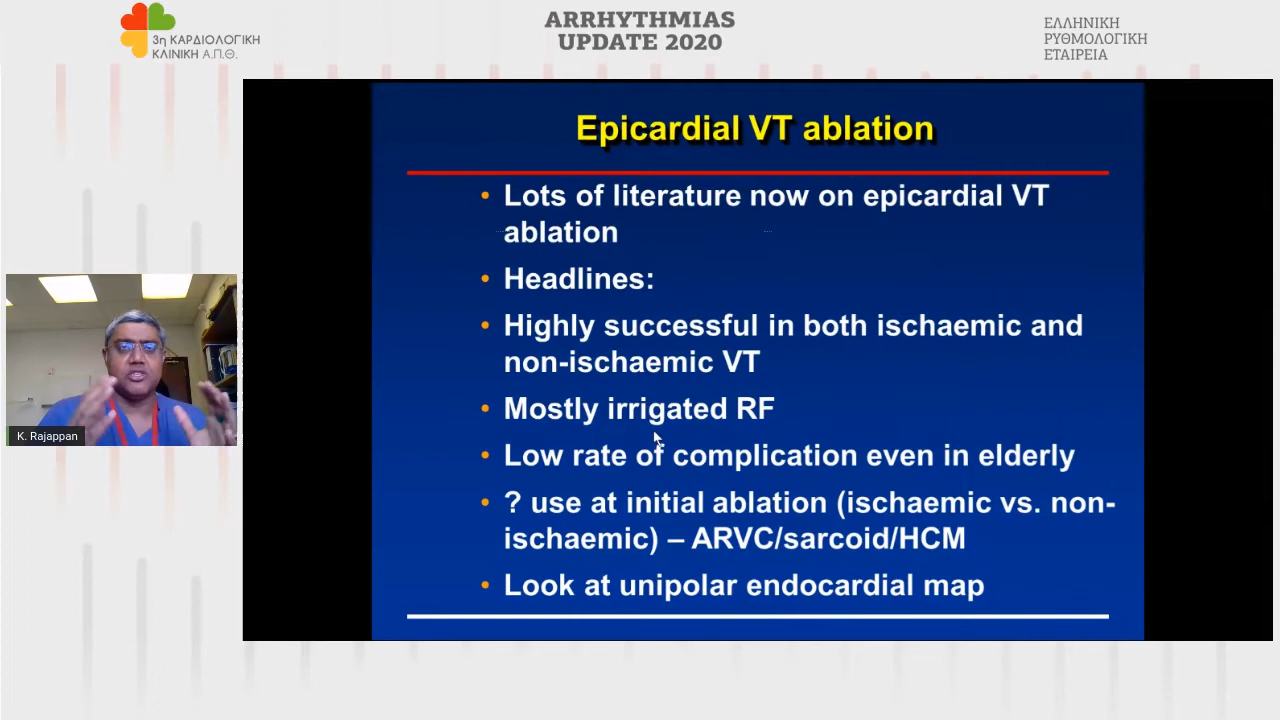 3η ΚΑΡΔΙΟΛΟΓΙΚΗ
ΚΛΙΝΙΚΗ Α.Π.Θ.
ARRHYTHMIAS
UPDATE 2020
ΕΛΛΗΝΙΚΗ
ΡΥΘΜΟΛΟΓΙΚΗ
ΕΤΑΙΡΕΙΑ
Epicardial VT ablation
• Lots of literature now on epicardial VT
ablation
• Headlines:
• Highly successful in both ischaemic and
non-ischaemic VT
• Mostly irrigated RF
• Low rate of complication even in elderly
• ? use at initial ablation (ischaemic vs. non-
ischaemic) – ARVC/sarcoid/HCM
• Look at unipolar endocardial map
K. Rajappan